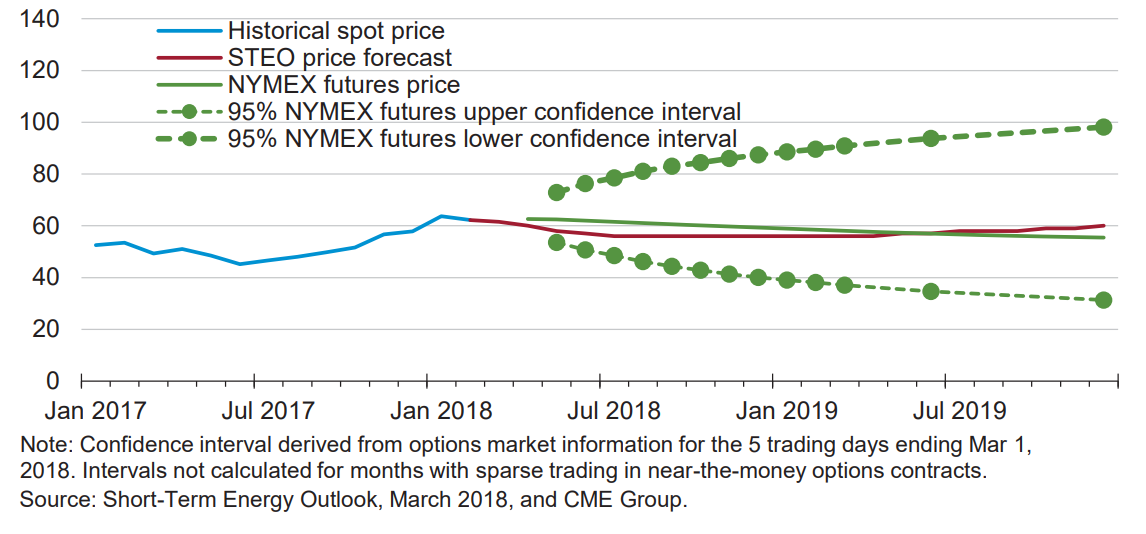 140
Historical spot price
STEO price forecast
120
NYMEX futures price
95% NYMEX futures upper confidence interval
100
95% NYMEX futures lower confidence interval
80
60
40
20
0
Jan 2017 Jul 2017 Jan 2018 Jul 2018 Jan 2019 Jul 2019
Note: Confidence interval derived from options market information for the 5 trading days ending Mar 1,
2018. Intervals not calculated for months with sparse trading in near-the-money options contracts.
Source: Short-Term Energy Outlook, March 2018, and CME Group.